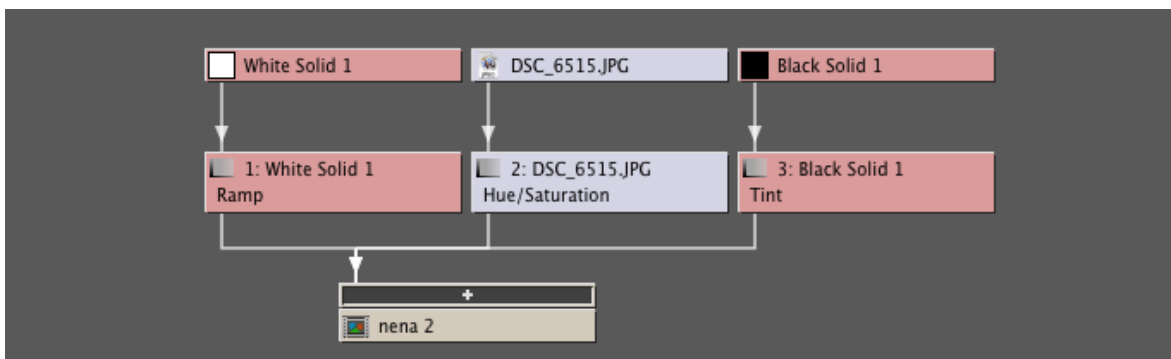 White Solid 1
DSC_6515.JPG
Black Solid 1
1: White Solid 1
Ramp
2: DSC_6515.JPG
Hue/Saturation
3: Black Solid 1
Tint
+
nena 2